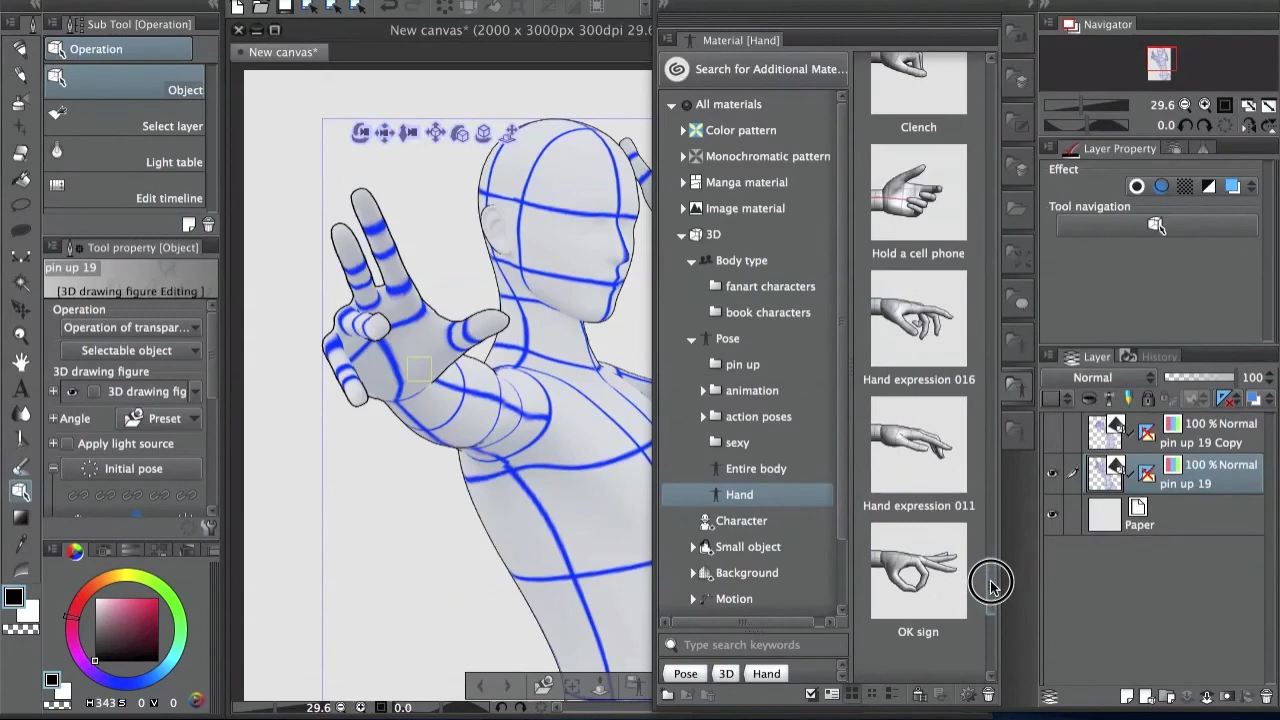 Sub Tool [Operation]
Operation
Object
Select layer
Light table
Edit timeline
Tool property [Object]
pin up 19
[3D drawing figure Editing ]
Operation
Operation of transpar...
Selectable object
3D drawing figure
3D drawing fig
Angle
Preset
Apply light source
Initial pose
H 343 S 0 V 0
New canvas* (2000 x 3000px 300dpi 29.6
New canvas*
29.6
0.0
Material [Hand]
Search for Additional Mate...
All materials
Color pattern
Monochromatic pattern
Manga material
Image material
3D
Body type
fanart characters
book characters
Pose
pin up
animation
action poses
sexy
Entire body
Hand
Character
Small object
Background
Motion
Type search keywords
Pose
3D
Hand
Clench
Hold a cell phone
Hand expression 016
Hand expression 011
OK sign
Navigator
29.6
0.0
Layer Property
Effect
Tool navigation
Layer
History
Normal
100
100 % Normal
pin up 19 Copy
100 % Normal
pin up 19
Paper